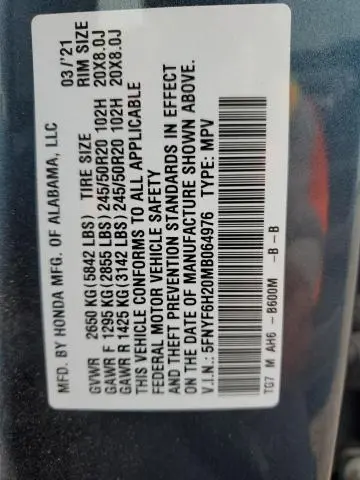 MFD. BY HONDA MFG. OF ALABAMA, LLC 03/'21
GVWR 2650 KG(5842 LBS) TIRE SIZE RIM SIZE
GAWR F 1295 KG(2855 LBS) 245/50R20 102H 20X8.0J
GAWR R 1425 KG(3142 LBS) 245/50R20 102H 20X8.0J
THIS VEHICLE CONFORMS TO ALL APPLICABLE
FEDERAL MOTOR VEHICLE SAFETY
AND THEFT PREVENTION STANDARDS IN EFFECT
ON THE DATE OF MANUFACTURE SHOWN ABOVE.
V.I.N.: 5FNYF6H20MB064976 TYPE: MPV
TG7 M AH6 -B600M -B -B